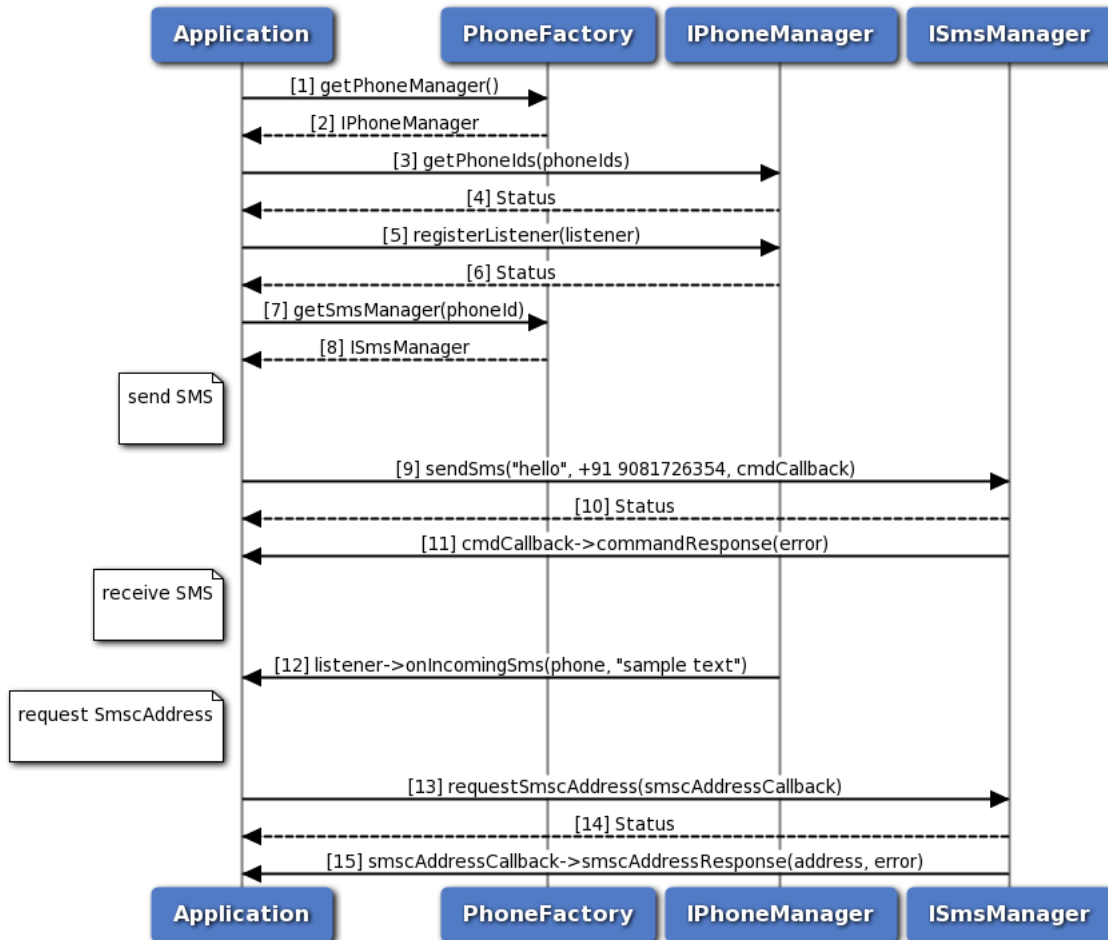 Application PhoneFactory IPhoneManager ISmsManager
[1] getPhoneManager()
[2] IPhoneManager
[3] getPhoneIds(phoneIds)
[4] Status
[5] registerListener(listener)
[6] Status
[7] getSmsManager(phoneId)
[8] ISmsManager
send SMS
[9] sendSms("hello", +91 9081726354, cmdCallback)
[10] Status
[11] cmdCallback->commandResponse(error)
receive SMS
[12] listener->onIncomingSms(phone, "sample text")
request SmscAddress
[13] requestSmscAddress(smscAddressCallback)
[14] Status
[15] smscAddressCallback->smscAddressResponse(address, error)
Application PhoneFactory IPhoneManager ISmsManager